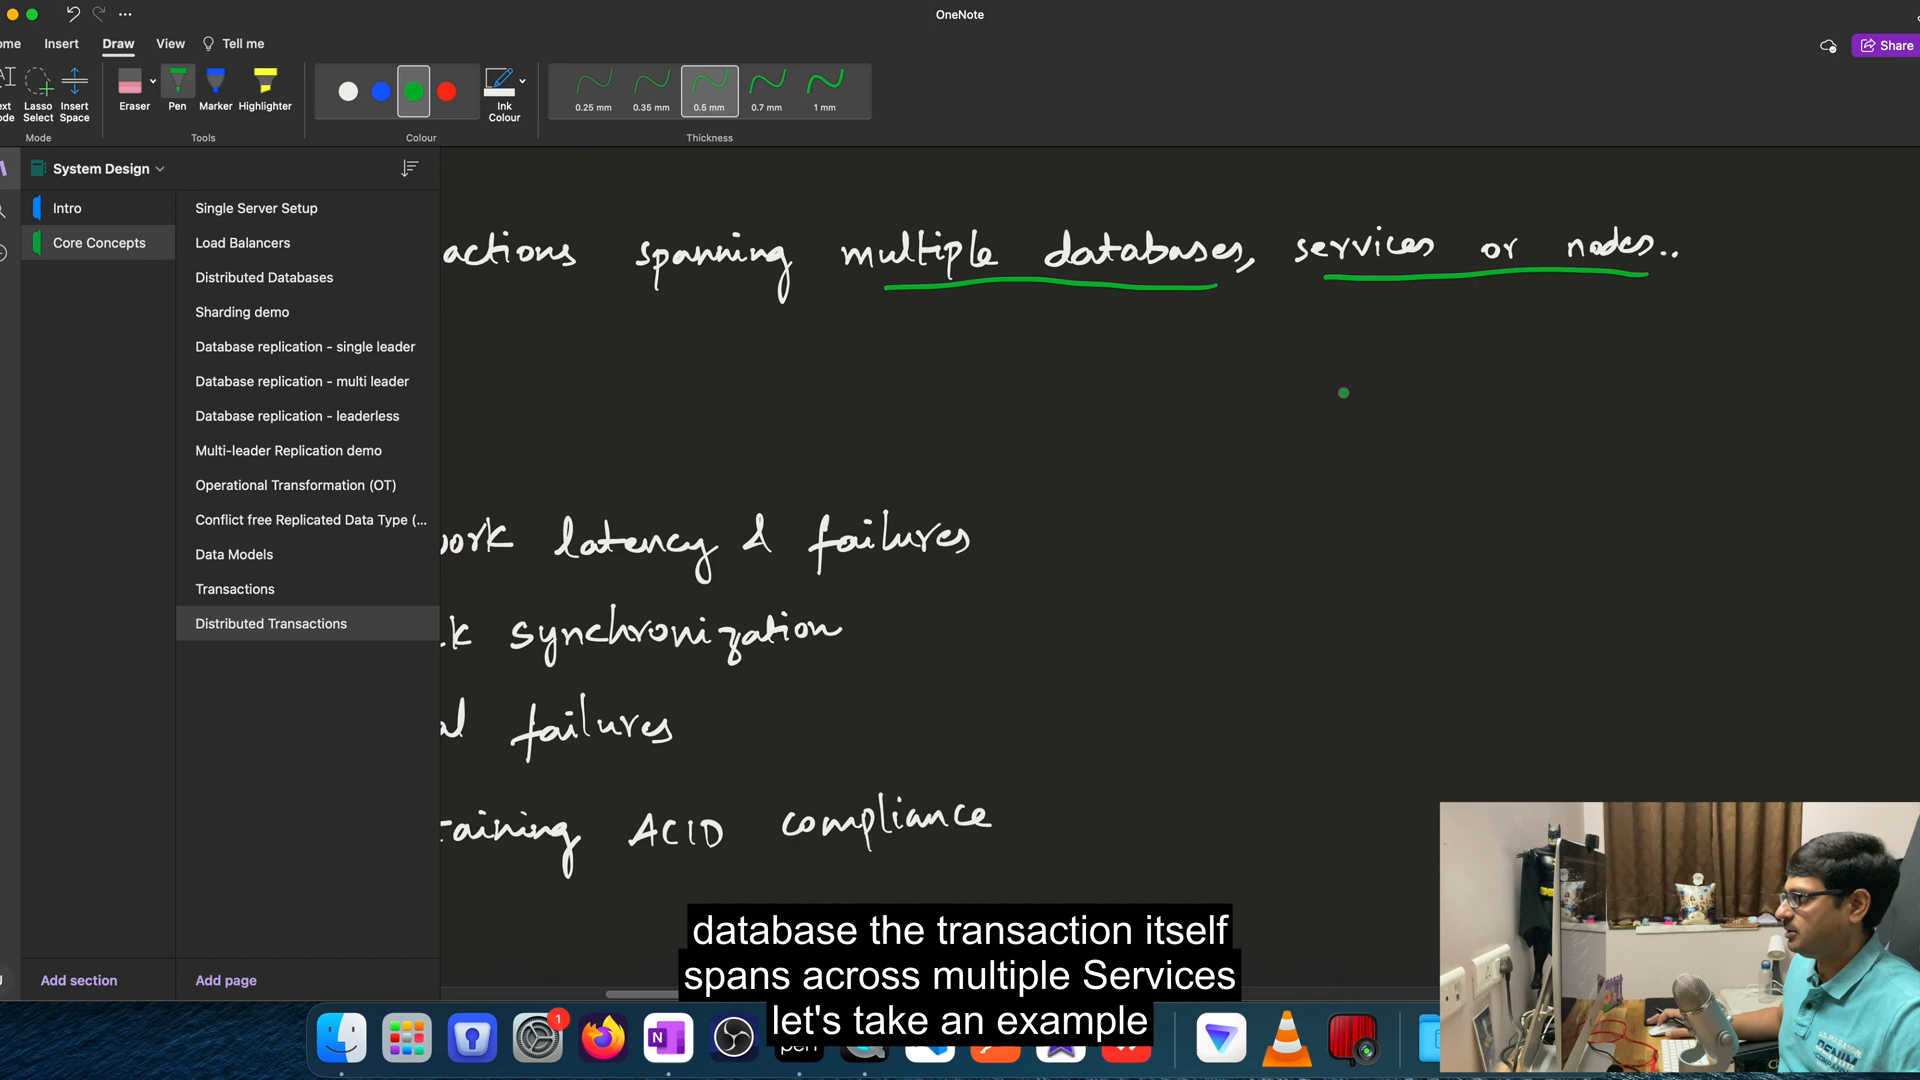 OneNote
Insert
Draw
View
Tell me
Share
Lasso Select
Insert Space
Eraser
Pen
Marker
Highlighter
Ink Colour
0.25 mm
0.35 mm
0.5 mm
0.7 mm
1 mm
Mode
Tools
Colour
Thickness
System Design
Intro
Core Concepts
Single Server Setup
Load Balancers
Distributed Databases
Sharding demo
Database replication - single leader
Database replication - multi leader
Database replication - leaderless
Multi-leader Replication demo
Operational Transformation (OT)
Conflict free Replicated Data Type (...
Data Models
Transactions
Distributed Transactions
Add section
Add page
actions spanning multiple databases, services or nodes..
work latency & failures
synchronization
al failures
taining ACID compliance
database the transaction itself
spans across multiple Services
let's take an example
1